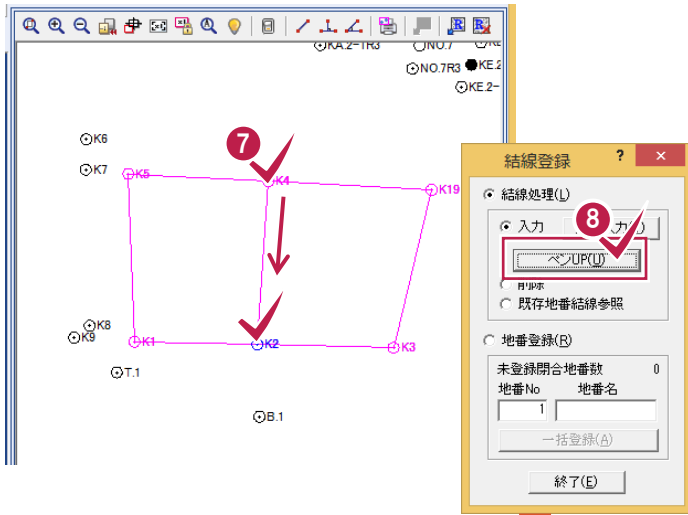 KA.2-1R3
NO.7
NO.7R3
KE.2
KE.2-
K6
7
K7
K5
K4
K19
K8
K9
K1
K2
K3
T.1
B.1
結線登録
?
×
結線処理(L)
入力
8
ペンUP(U)
削除
既存地番結線参照
地番登録(R)
未登録閉合地番数 0
地番No 地番名
1
一括登録(A)
終了(E)